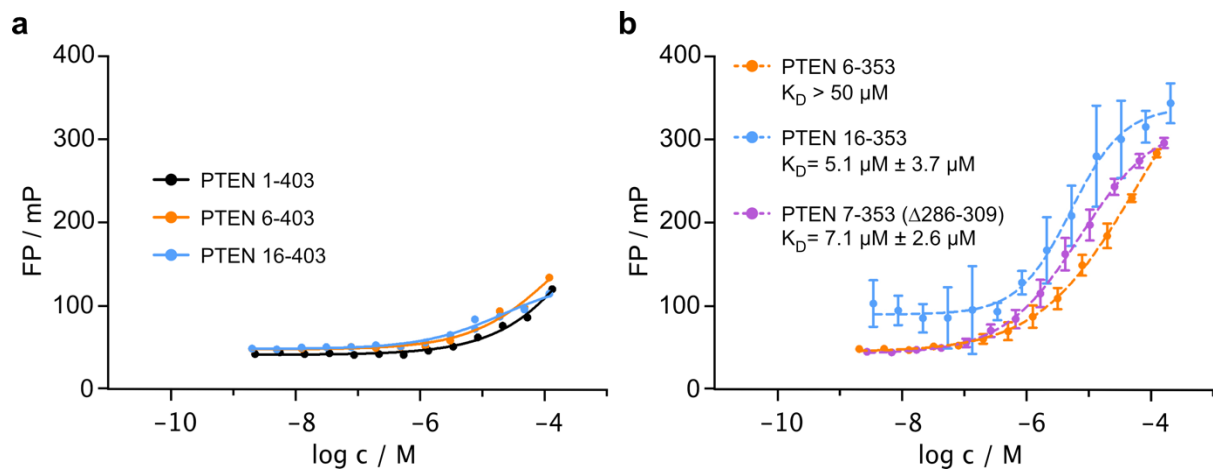 a
400
300
200
100
0
FP / mP
PTEN 1-403
PTEN 6-403
PTEN 16-403
−10
−8
−6
−4
log c / M
b
400
300
200
100
0
FP / mP
PTEN 6-353
K_D > 50 µM
PTEN 16-353
K_D= 5.1 µM ± 3.7 µM
PTEN 7-353 (Δ286-309)
K_D= 7.1 µM ± 2.6 µM
−10
−8
−6
−4
log c / M